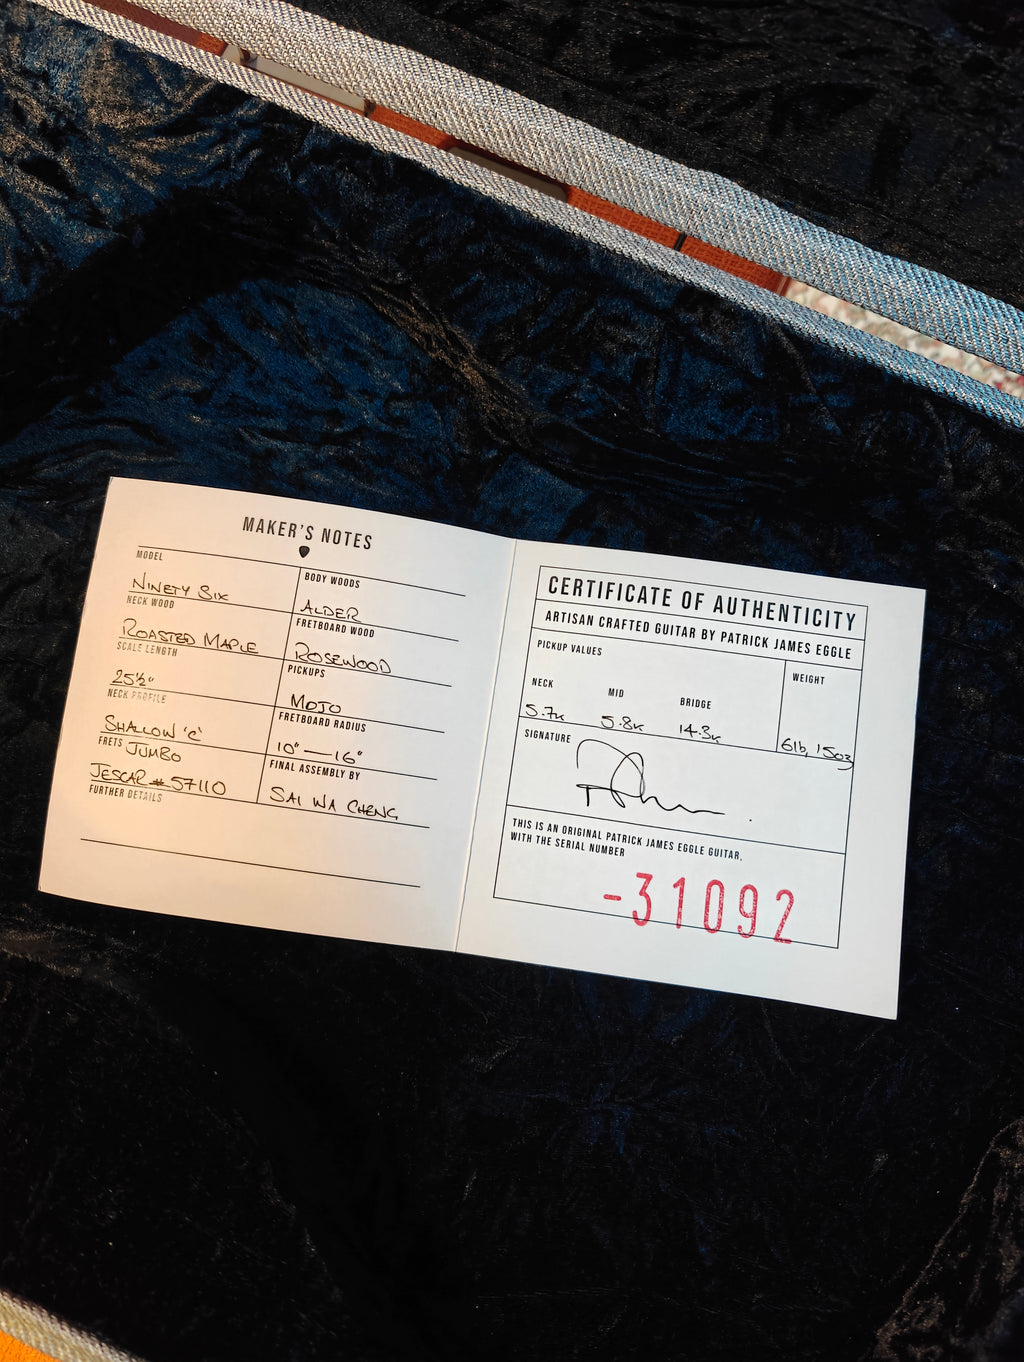 MAKER'S NOTES
MODEL
NINETY SIX
BODY WOODS
ALDER
NECK WOOD
ROASTED MAPLE
FRETBOARD WOOD
ROSEWOOD
SCALE LENGTH
25½"
PICKUPS
MOJO
NECK PROFILE
SHALLOW 'C'
FRETBOARD RADIUS
10" — 16"
FRETS JUMBO
JESCAR #57110
FINAL ASSEMBLY BY
SAI WA CHENG
FURTHER DETAILS
CERTIFICATE OF AUTHENTICITY
ARTISAN CRAFTED GUITAR BY PATRICK JAMES EGGLE
PICKUP VALUES
NECK MID BRIDGE
5.7K 5.8K 14.3K
WEIGHT
6lb, 15oz
SIGNATURE
THIS IS AN ORIGINAL PATRICK JAMES EGGLE GUITAR,
WITH THE SERIAL NUMBER
-31092